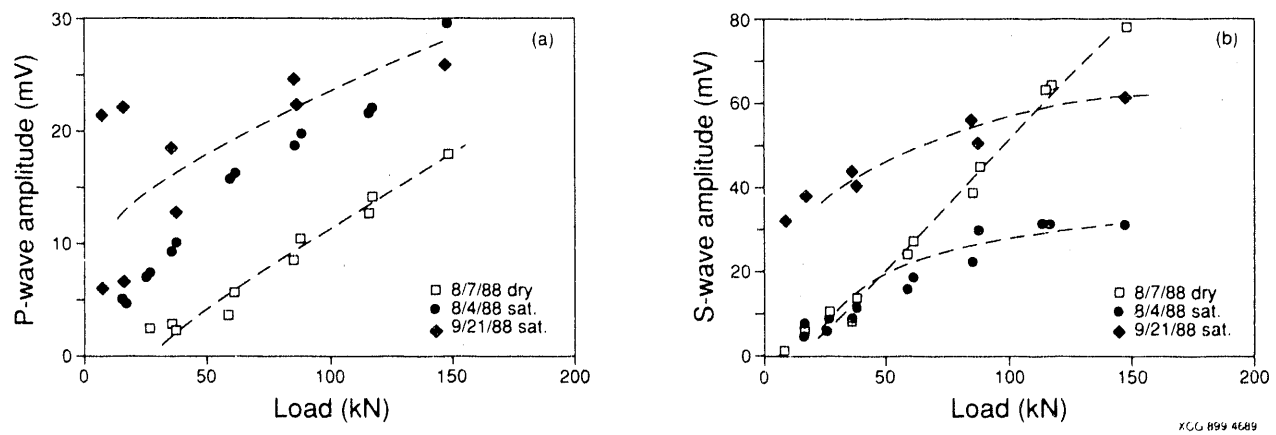 30
20
10
0
P-wave amplitude (mV)
(a)
8/7/88 dry
8/4/88 sat.
9/21/88 sat.
0 50 100 150 200
Load (kN)
80
60
40
20
0
S-wave amplitude (mV)
(b)
8/7/88 dry
8/4/88 sat.
9/21/88 sat.
0 50 100 150 200
Load (kN)
XCG 899 4689